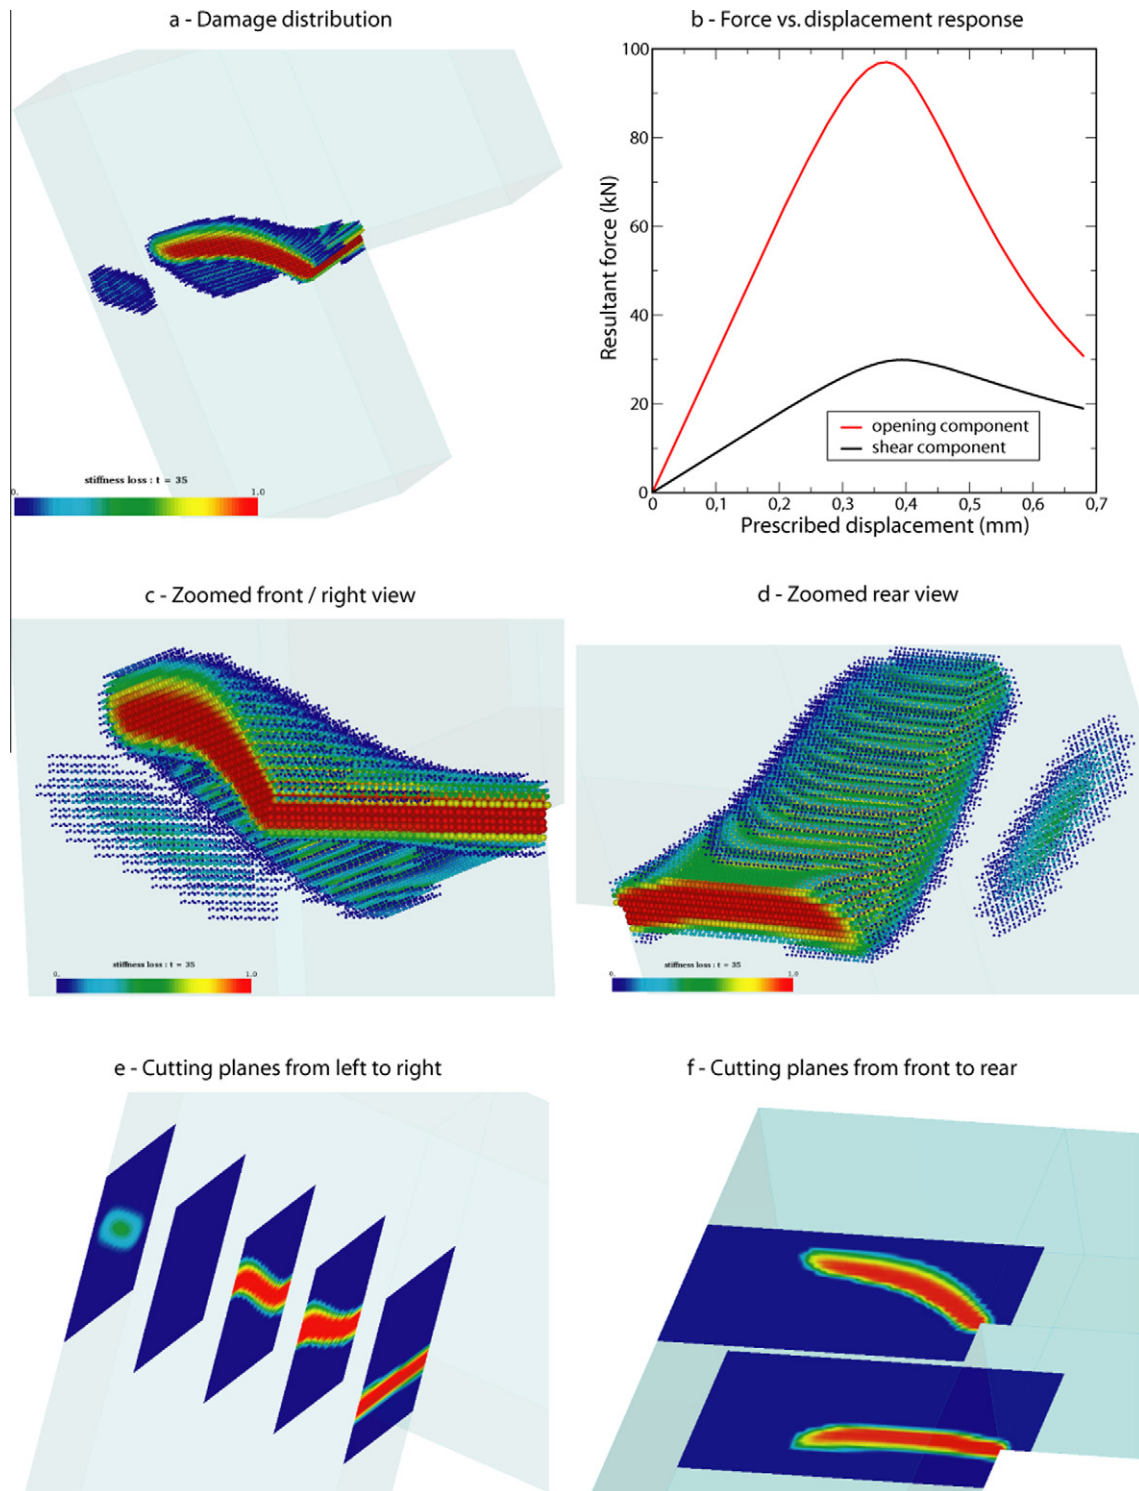 a - Damage distribution
stiffness loss : t = 35
0.
1.0
b - Force vs. displacement response
100
80
60
40
20
0
Resultant force (kN)
opening component
shear component
0
0,1
0,2
0,3
0,4
0,5
0,6
0,7
Prescribed displacement (mm)
c - Zoomed front / right view
stiffness loss : t = 35
0.
1.0
d - Zoomed rear view
stiffness loss : t = 35
0.
1.0
e - Cutting planes from left to right
f - Cutting planes from front to rear